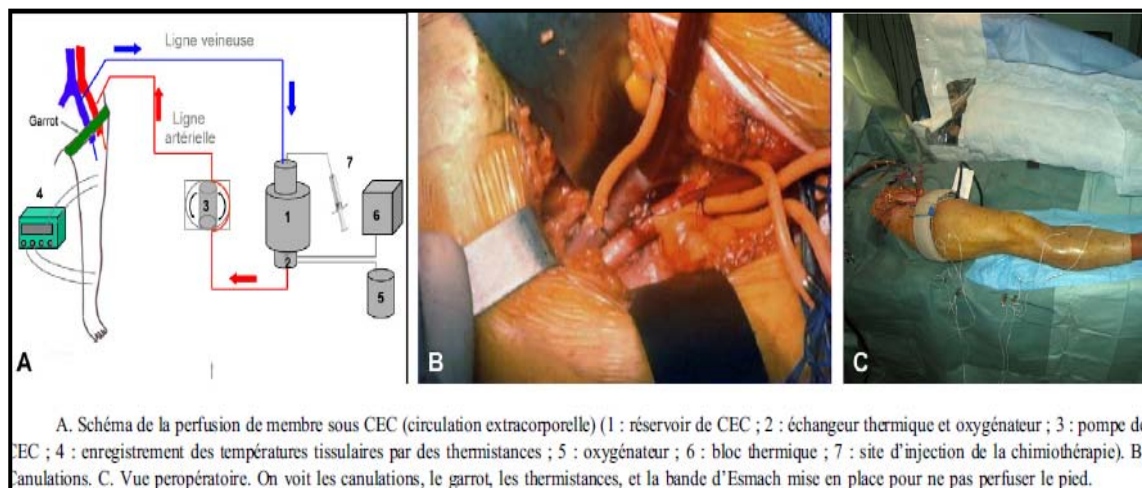 Ligne veineuse
Garrot
Ligne
artérielle
7
4
3
1
6
2
5
A
B
C
A. Schéma de la perfusion de membre sous CEC (circulation extracorporelle) (1 : réservoir de CEC ; 2 : échangeur thermique et oxygénateur ; 3 : pompe de
CEC ; 4 : enregistrement des températures tissulaires par des thermistances ; 5 : oxygénateur ; 6 : bloc thermique ; 7 : site d'injection de la chimiothérapie). B.
Canulations. C. Vue peropératoire. On voit les canulations, le garrot, les thermistances, et la bande d'Esmach mise en place pour ne pas perfuser le pied.